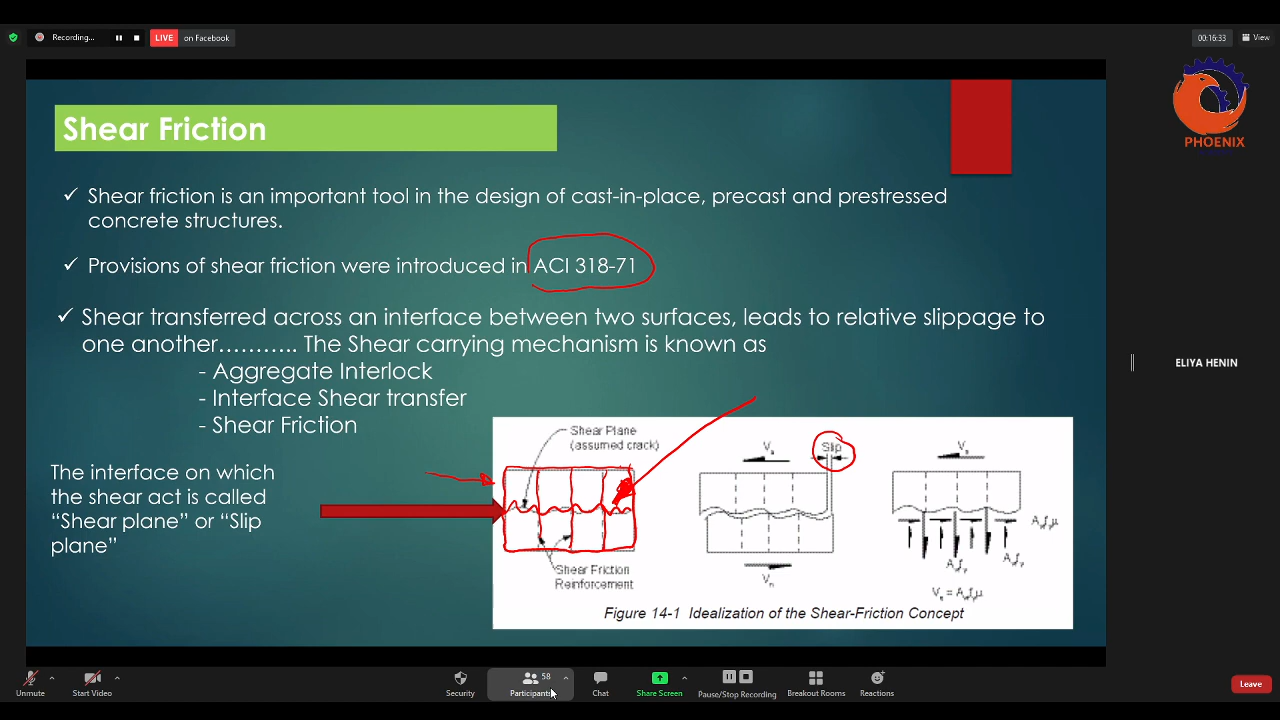 Recording...
LIVE
on Facebook
00:16:33
View
PHOENIX
Shear Friction
✓ Shear friction is an important tool in the design of cast-in-place, precast and prestressed
concrete structures.
✓ Provisions of shear friction were introduced in ACI 318-71
✓ Shear transferred across an interface between two surfaces, leads to relative slippage to
one another……….. The Shear carrying mechanism is known as
- Aggregate Interlock
- Interface Shear transfer
- Shear Friction
The interface on which
the shear act is called
“Shear plane” or “Slip
plane”
Shear Plane
(assumed crack)
Shear Friction
Reinforcement
Slip
Figure 14-1 Idealization of the Shear-Friction Concept
ELIYA HENIN
Unmute
Start Video
Security
58
Participants
Chat
Share Screen
Pause/Stop Recording
Breakout Rooms
Reactions
Leave